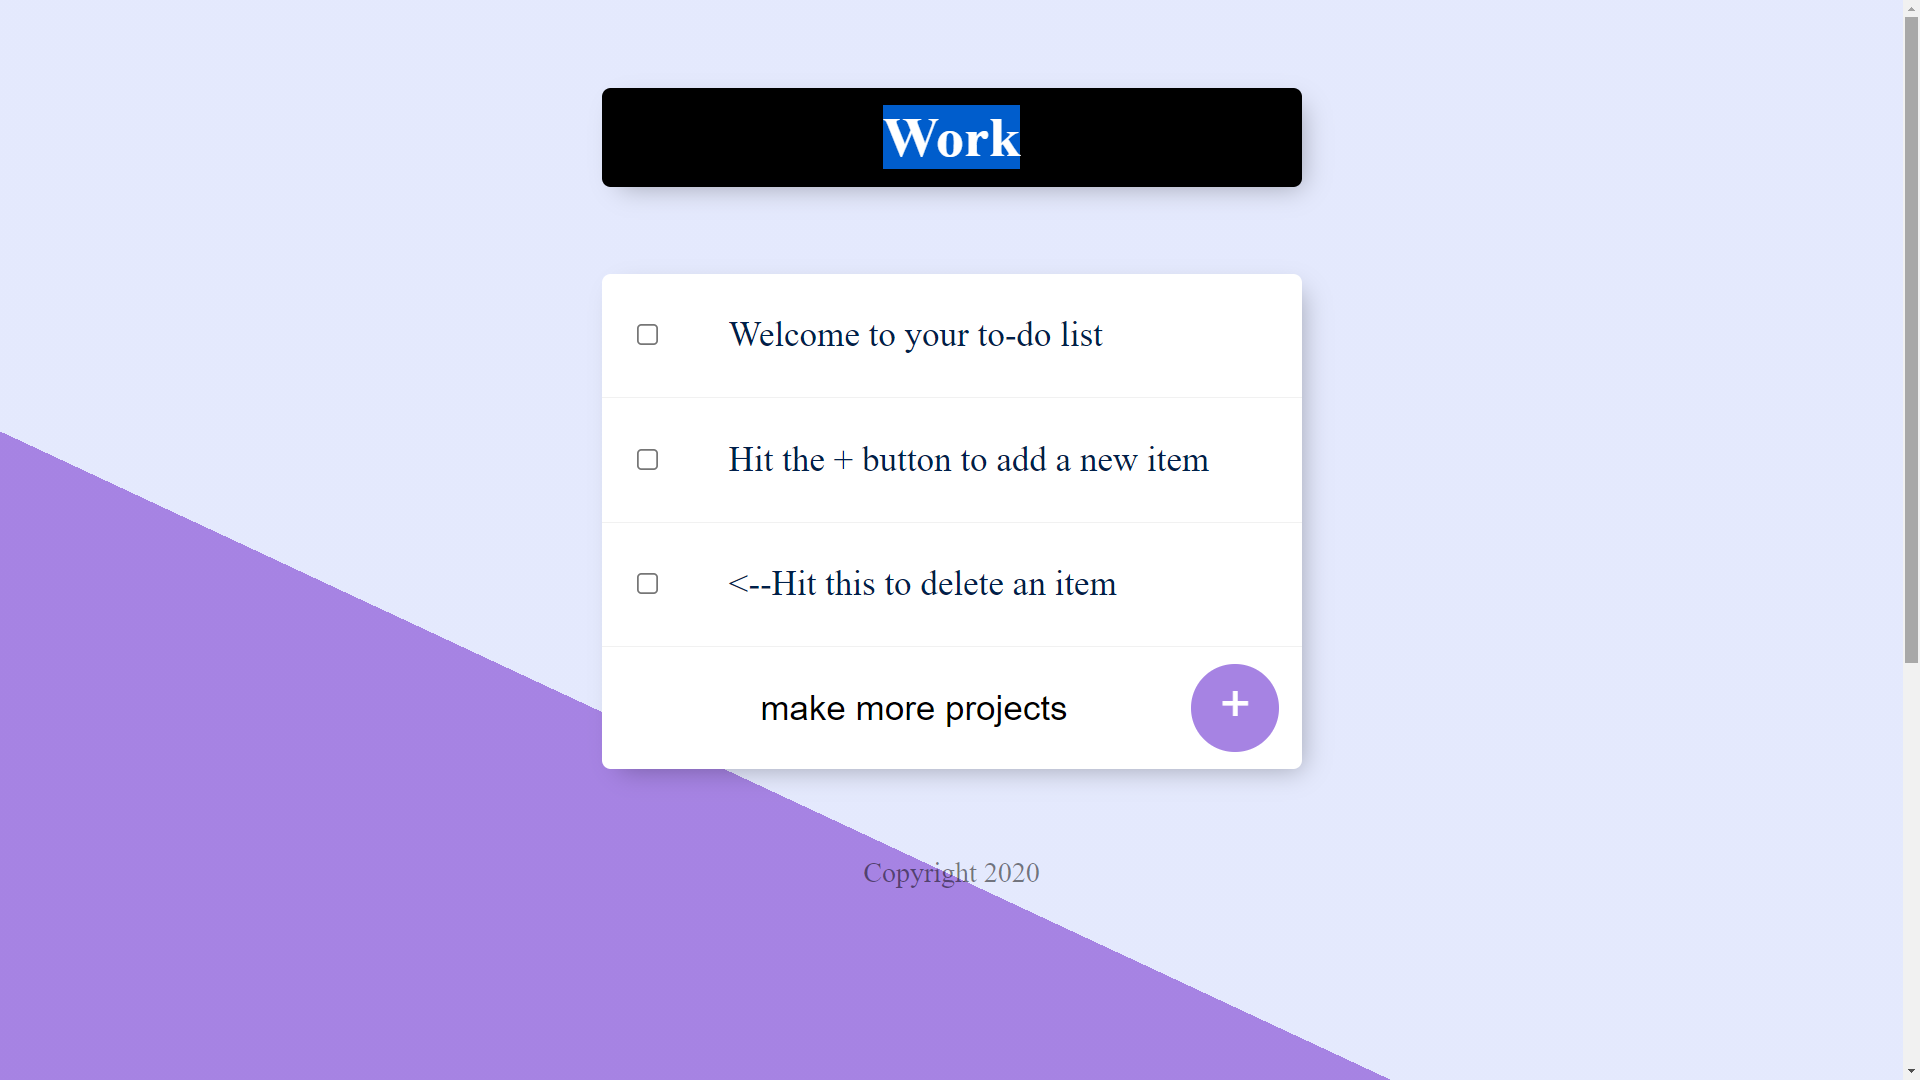 Work
Welcome to your to-do list
Hit the + button to add a new item
<--Hit this to delete an item
make more projects
+
Copyright 2020